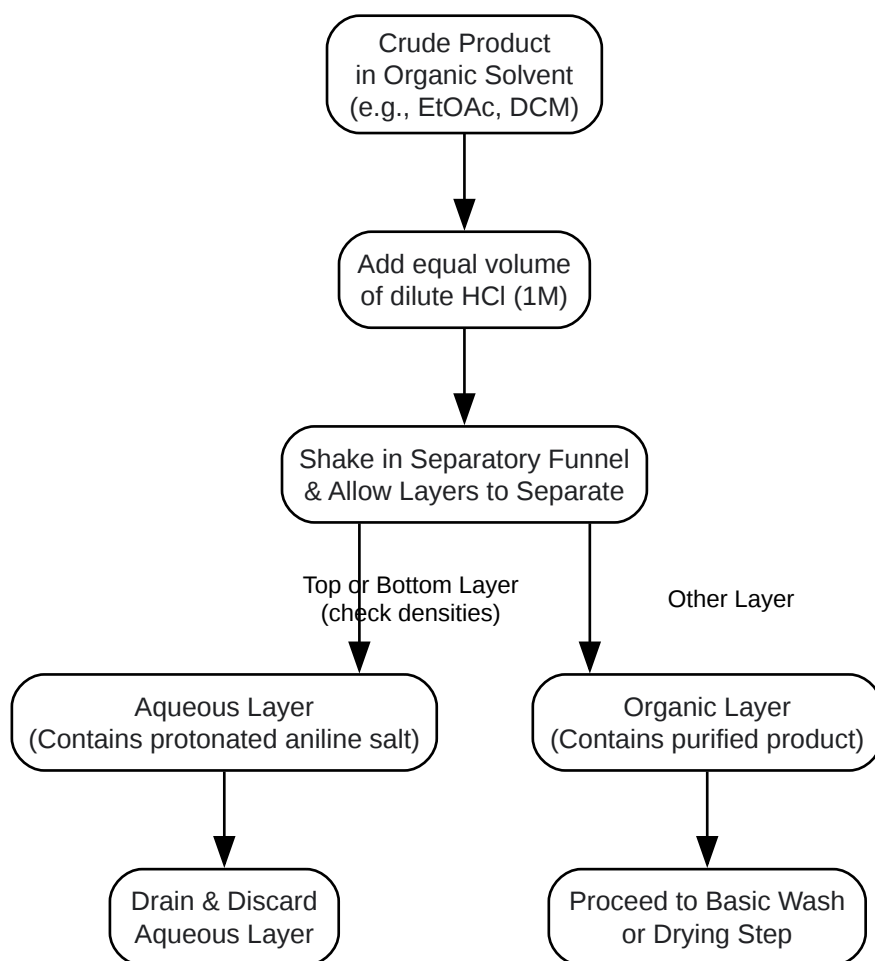 Crude Product
in Organic Solvent
(e.g., EtOAc, DCM)
Add equal volume
of dilute HCl (1M)
Shake in Separatory Funnel
& Allow Layers to Separate
Top or Bottom Layer
(check densities)
Other Layer
Aqueous Layer
(Contains protonated aniline salt)
Organic Layer
(Contains purified product)
Drain & Discard
Aqueous Layer
Proceed to Basic Wash
or Drying Step